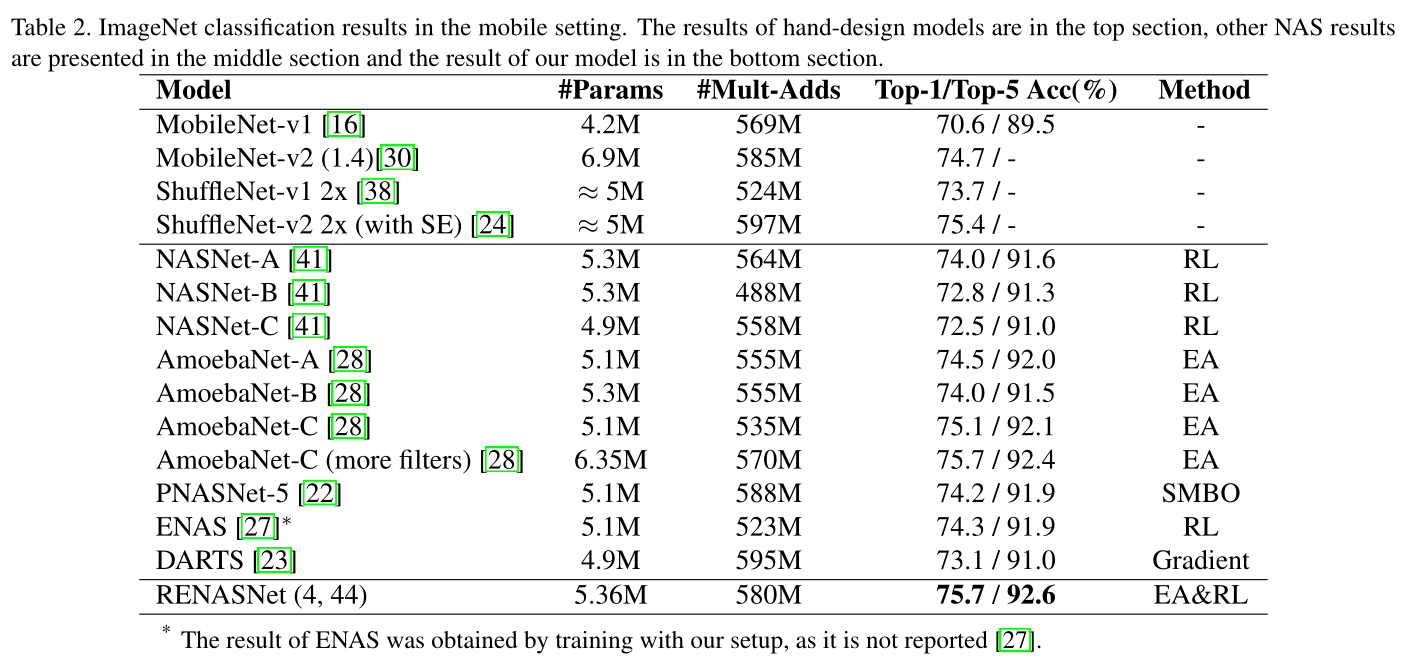 Table 2. ImageNet classification results in the mobile setting. The results of hand-design models are in the top section, other NAS results
are presented in the middle section and the result of our model is in the bottom section.
Model #Params #Mult-Adds Top-1/Top-5 Acc(%) Method
MobileNet-v1 [16] 4.2M 569M 70.6 / 89.5 -
MobileNet-v2 (1.4)[30] 6.9M 585M 74.7 / - -
ShuffleNet-v1 2x [38] ≈ 5M 524M 73.7 / - -
ShuffleNet-v2 2x (with SE) [24] ≈ 5M 597M 75.4 / - -
NASNet-A [41] 5.3M 564M 74.0 / 91.6 RL
NASNet-B [41] 5.3M 488M 72.8 / 91.3 RL
NASNet-C [41] 4.9M 558M 72.5 / 91.0 RL
AmoebaNet-A [28] 5.1M 555M 74.5 / 92.0 EA
AmoebaNet-B [28] 5.3M 555M 74.0 / 91.5 EA
AmoebaNet-C [28] 5.1M 535M 75.1 / 92.1 EA
AmoebaNet-C (more filters) [28] 6.35M 570M 75.7 / 92.4 EA
PNASNet-5 [22] 5.1M 588M 74.2 / 91.9 SMBO
ENAS [27]* 5.1M 523M 74.3 / 91.9 RL
DARTS [23] 4.9M 595M 73.1 / 91.0 Gradient
RENASNet (4, 44) 5.36M 580M 75.7 / 92.6 EA&RL
* The result of ENAS was obtained by training with our setup, as it is not reported [27].